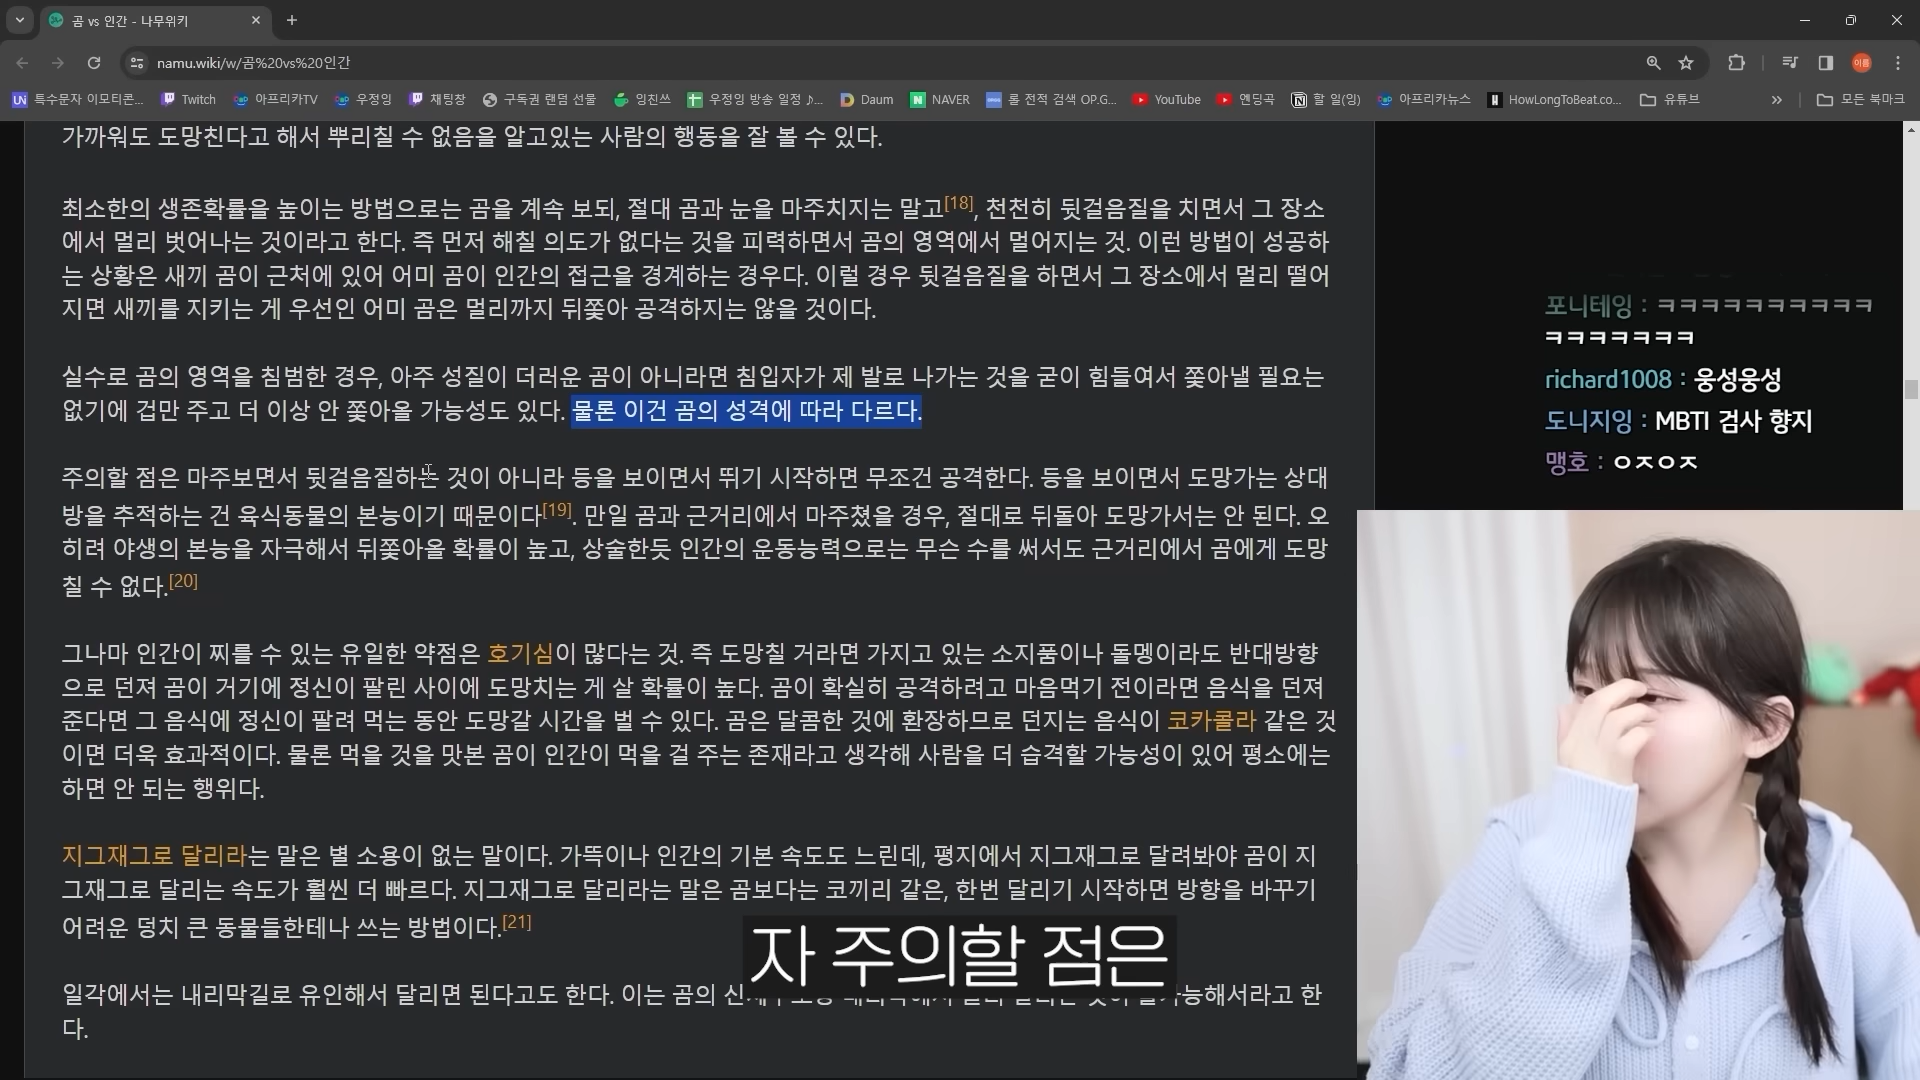 곰 vs 인간 - 나무위키
namu.wiki/w/곰%20vs%20인간
이름
특수문자 이모티콘... Twitch 아프리카TV 우정잉 채팅창 구독권 랜덤 선물 잉친쓰 우정잉 방송 일정 ♪... Daum NAVER 롤 전적 검색 OP.G... YouTube 엔딩곡 할 일(잉) 아프리카뉴스 HowLongToBeat.co... 유튜브 » 모든 북마크
가까워도 도망친다고 해서 뿌리칠 수 없음을 알고있는 사람의 행동을 잘 볼 수 있다.
최소한의 생존확률을 높이는 방법으로는 곰을 계속 보되, 절대 곰과 눈을 마주치지는 말고[18], 천천히 뒷걸음질을 치면서 그 장소
에서 멀리 벗어나는 것이라고 한다. 즉 먼저 해칠 의도가 없다는 것을 피력하면서 곰의 영역에서 멀어지는 것. 이런 방법이 성공하
는 상황은 새끼 곰이 근처에 있어 어미 곰이 인간의 접근을 경계하는 경우다. 이럴 경우 뒷걸음질을 하면서 그 장소에서 멀리 떨어
지면 새끼를 지키는 게 우선인 어미 곰은 멀리까지 뒤쫓아 공격하지는 않을 것이다.
실수로 곰의 영역을 침범한 경우, 아주 성질이 더러운 곰이 아니라면 침입자가 제 발로 나가는 것을 굳이 힘들여서 쫓아낼 필요는
없기에 겁만 주고 더 이상 안 쫓아올 가능성도 있다. 물론 이건 곰의 성격에 따라 다르다.
주의할 점은 마주보면서 뒷걸음질하는 것이 아니라 등을 보이면서 뛰기 시작하면 무조건 공격한다. 등을 보이면서 도망가는 상대
방을 추적하는 건 육식동물의 본능이기 때문이다[19]. 만일 곰과 근거리에서 마주쳤을 경우, 절대로 뒤돌아 도망가서는 안 된다. 오
히려 야생의 본능을 자극해서 뒤쫓아올 확률이 높고, 상술한듯 인간의 운동능력으로는 무슨 수를 써서도 근거리에서 곰에게 도망
칠 수 없다.[20]
그나마 인간이 찌를 수 있는 유일한 약점은 호기심이 많다는 것. 즉 도망칠 거라면 가지고 있는 소지품이나 돌멩이라도 반대방향
으로 던져 곰이 거기에 정신이 팔린 사이에 도망치는 게 살 확률이 높다. 곰이 확실히 공격하려고 마음먹기 전이라면 음식을 던져
준다면 그 음식에 정신이 팔려 먹는 동안 도망갈 시간을 벌 수 있다. 곰은 달콤한 것에 환장하므로 던지는 음식이 코카콜라 같은 것
이면 더욱 효과적이다. 물론 먹을 것을 맛본 곰이 인간이 먹을 걸 주는 존재라고 생각해 사람을 더 습격할 가능성이 있어 평소에는
하면 안 되는 행위다.
지그재그로 달리라는 말은 별 소용이 없는 말이다. 가뜩이나 인간의 기본 속도도 느린데, 평지에서 지그재그로 달려봐야 곰이 지
그재그로 달리는 속도가 훨씬 더 빠르다. 지그재그로 달리라는 말은 곰보다는 코끼리 같은, 한번 달리기 시작하면 방향을 바꾸기
어려운 덩치 큰 동물들한테나 쓰는 방법이다.[21]
일각에서는 내리막길로 유인해서 달리면 된다고도 한다. 이는 곰의 한
다.
포니테잉 : ㅋㅋㅋㅋㅋㅋㅋㅋㅋㅋ
ㅋㅋㅋㅋㅋㅋㅋ
richard1008 : 웅성웅성
도니지잉 : MBTI 검사 향지
맹호 : ㅇㅈㅇㅈ
자 주의할 점은